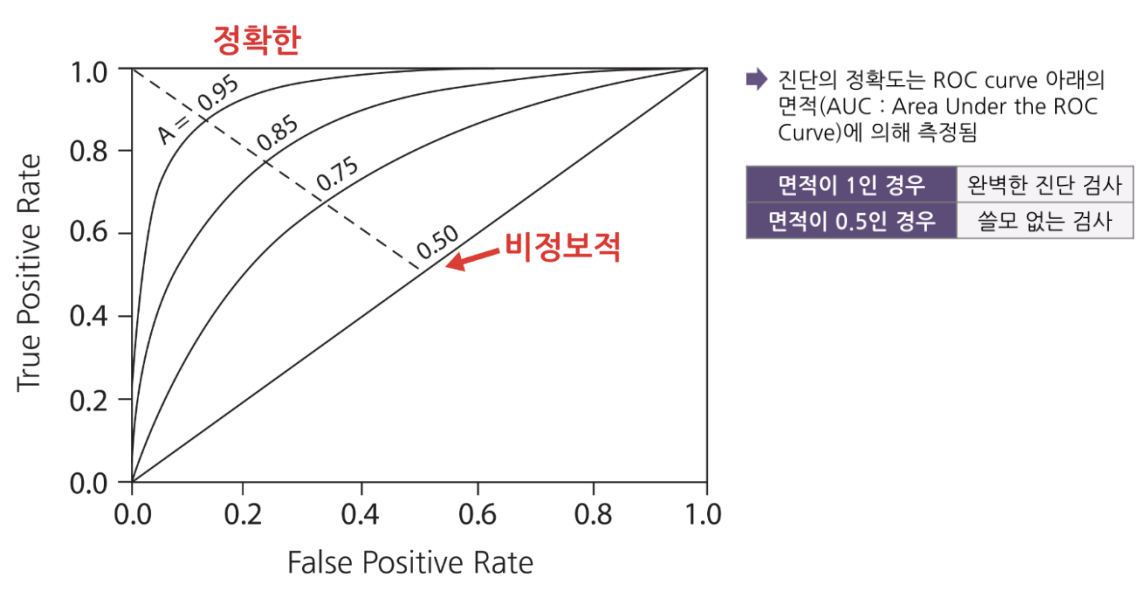 정확한
1.0
0.8
0.6
0.4
0.2
0.0
True Positive Rate
A = 0.95
0.85
0.75
0.50
비정보적
0.0 0.2 0.4 0.6 0.8 1.0
False Positive Rate
진단의 정확도는 ROC curve 아래의
면적(AUC : Area Under the ROC
Curve)에 의해 측정됨
면적이 1인 경우 완벽한 진단 검사
면적이 0.5인 경우 쓸모 없는 검사